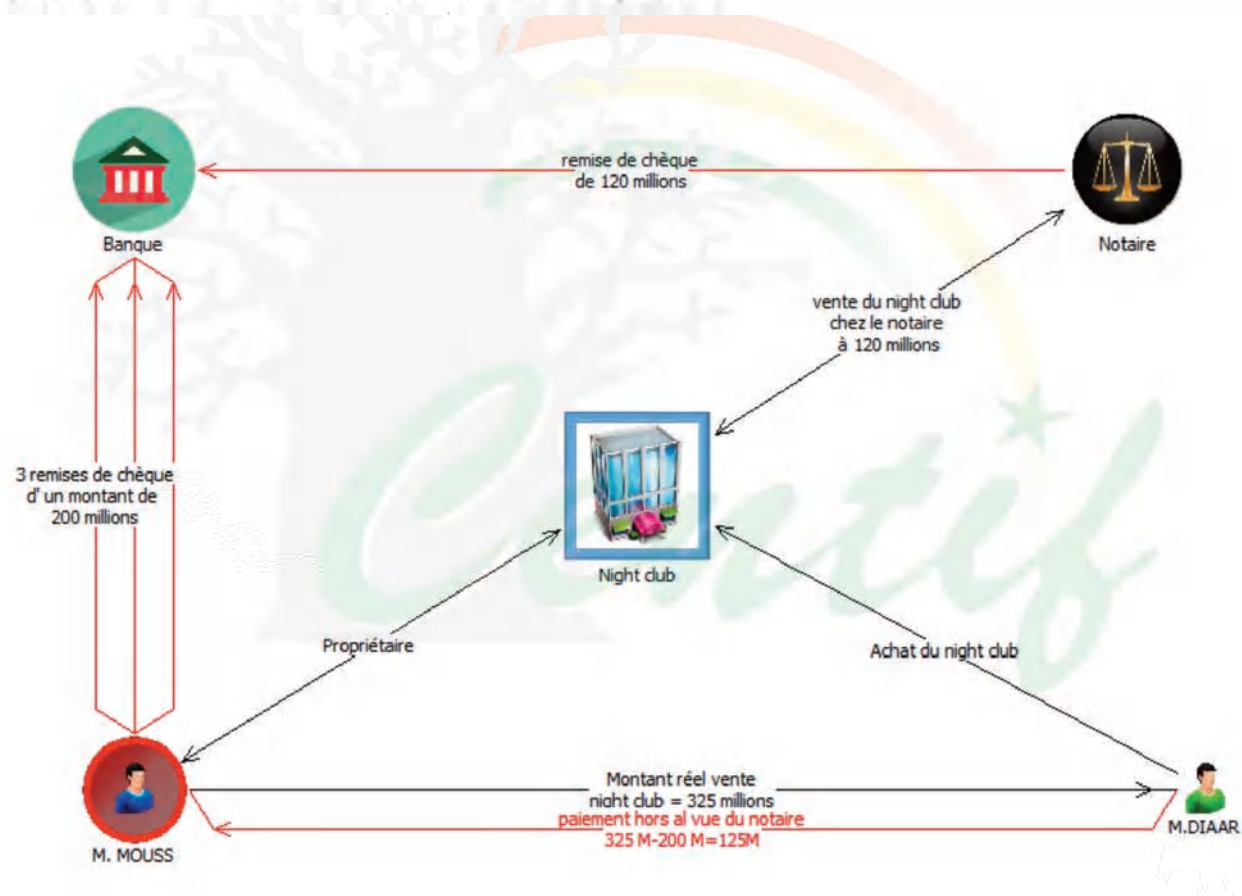 remise de chèque
de 120 millions
Banque
Notaire
vente du night club
chez le notaire
à 120 millions
3 remises de chèque
d' un montant de
200 millions
Night club
Propriétaire
Achat du night club
Montant réel vente
night club = 325 millions
paiement hors al vue du notaire
325 M-200 M=125M
M. MOUSS
M.DIAAR
Centif